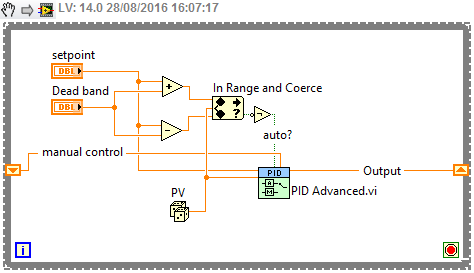 LV: 14.0 28/08/2016 16:07:17
setpoint
DBL
Dead band
DBL
In Range and Coerce
?
auto?
manual control
PID
Output
PV
PID Advanced.vi
A
M
i